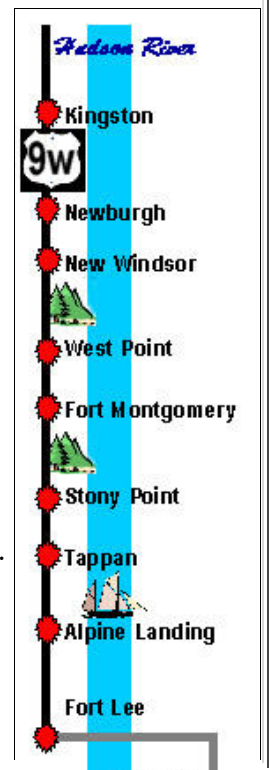 Hudson River
Kingston
9W
Newburgh
New Windsor
West Point
Fort Montgomery
Stony Point
Tappan
Alpine Landing
Fort Lee